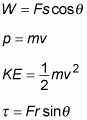 W = Fs cos θ
p = mv
KE = 1/2 mv²
τ = Fr sin θ